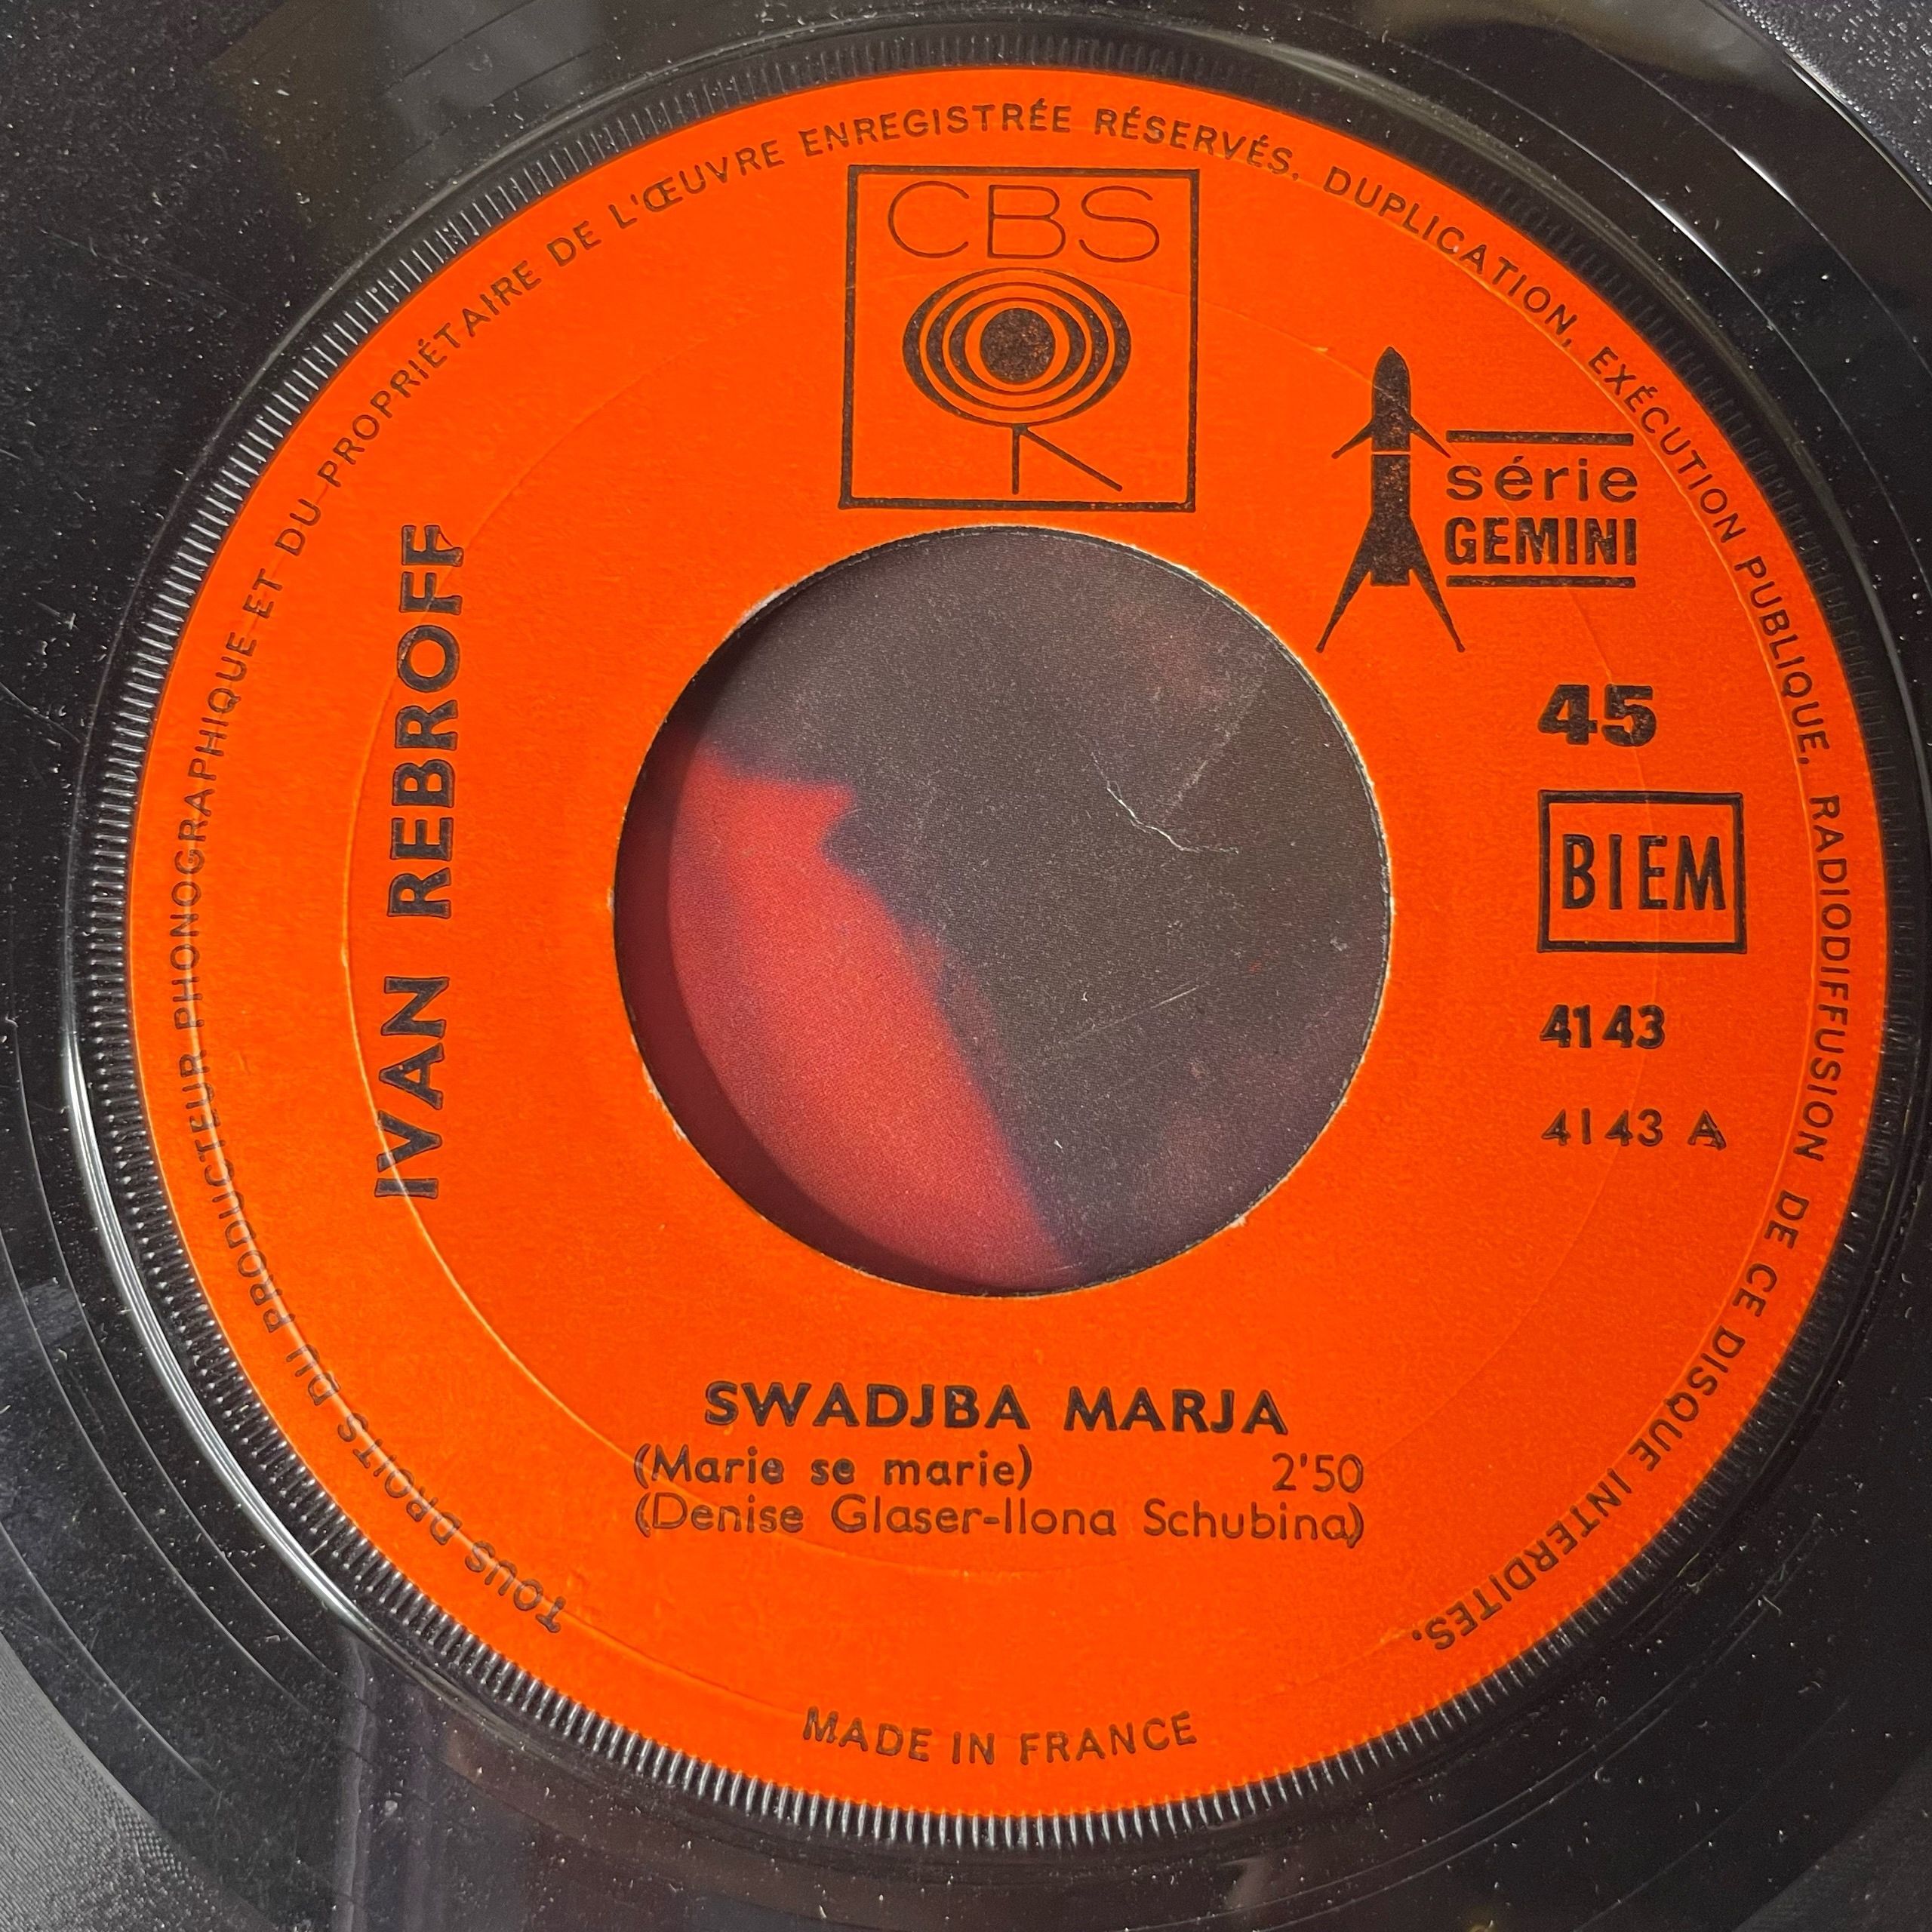 TOUS DROITS DU PRODUCTEUR PHONOGRAPHIQUE ET DU PROPRIÉTAIRE DE L'ŒUVRE ENREGISTRÉE RÉSERVÉS. DUPLICATION, EXÉCUTION PUBLIQUE, RADIODIFFUSION DE CE DISQUE INTERDITES.
CBS
série
GEMINI
IVAN REBROFF
45
BIEM
4143
4143 A
SWADJBA MARJA
(Marie se marie) 2'50
(Denise Glaser-Ilona Schubina)
MADE IN FRANCE